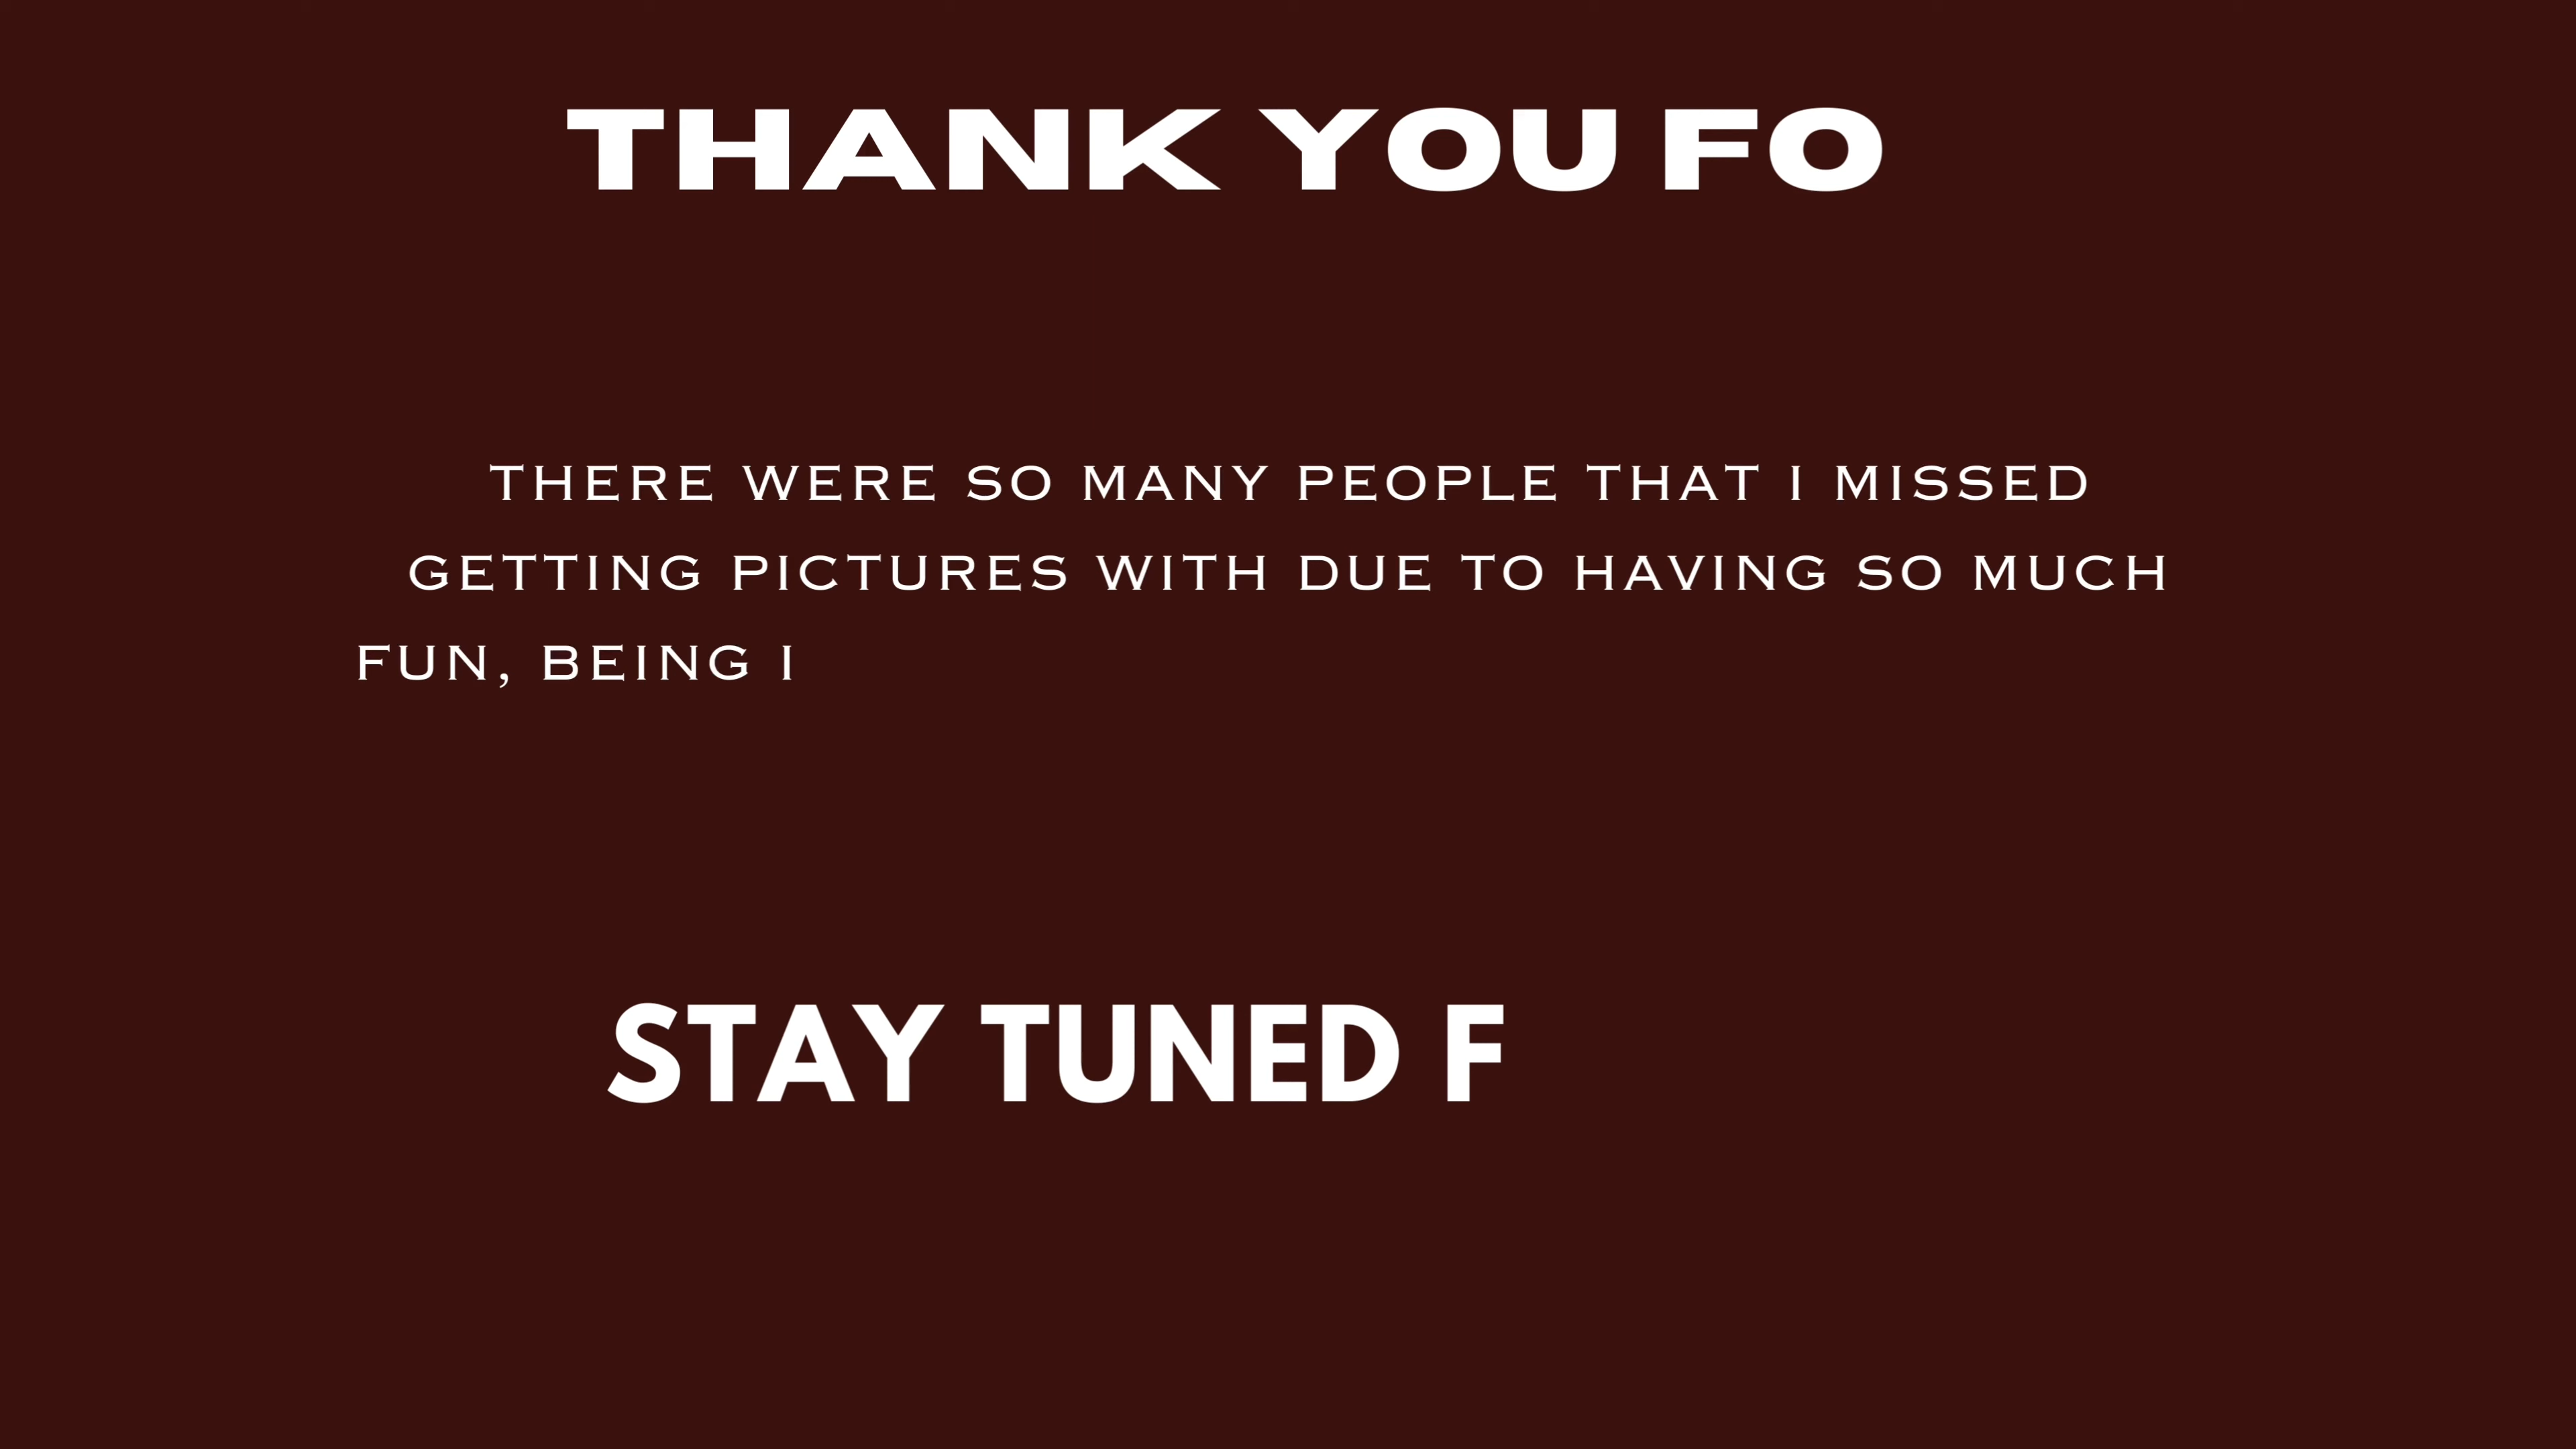 THANK YOU FO
THERE WERE SO MANY PEOPLE THAT I MISSED
GETTING PICTURES WITH DUE TO HAVING SO MUCH
FUN, BEING I
STAY TUNED F